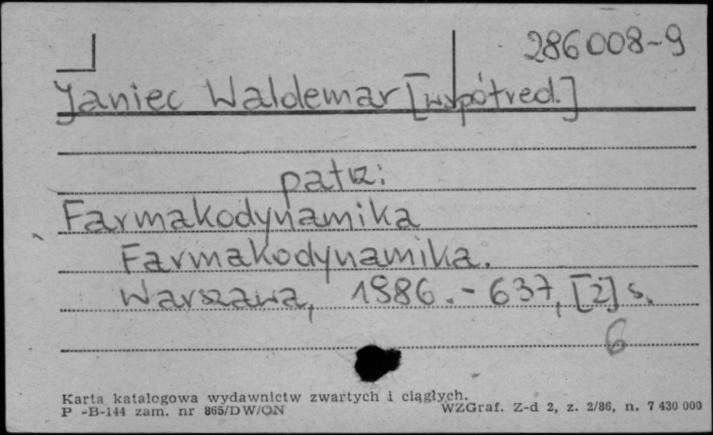 286008-9
Janiec Waldemar [współred.]
patrz:
Farmakodynamika
Farmakodynamika.
Warszawa, 1986. - 637, [2] s.
6
Karta katalogowa wydawnictw zwartych i ciągłych.
P -B-144 zam. nr 865/DW/ON WZGraf. Z-d 2, z. 2/86, n. 7 430 000